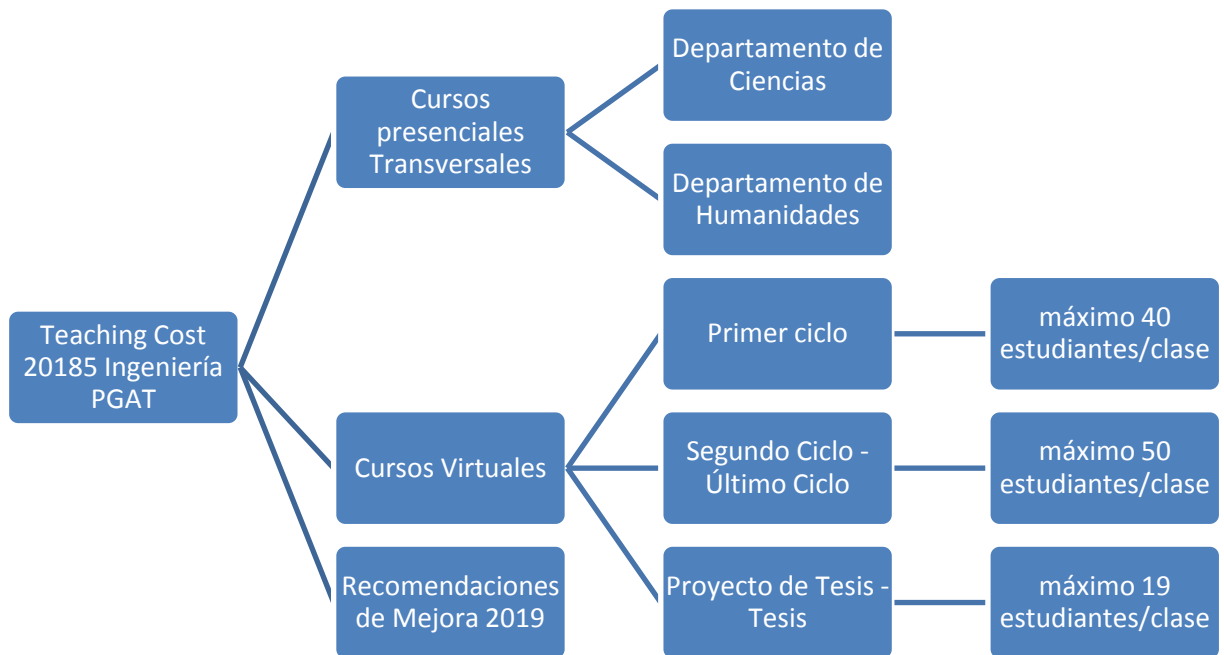 Teaching Cost
20185 Ingeniería
PGAT
Cursos
presenciales
Transversales
Departamento de
Ciencias
Departamento de
Humanidades
Cursos Virtuales
Primer ciclo
máximo 40
estudiantes/clase
Segundo Ciclo -
Último Ciclo
máximo 50
estudiantes/clase
Proyecto de Tesis -
Tesis
máximo 19
estudiantes/clase
Recomendaciones
de Mejora 2019